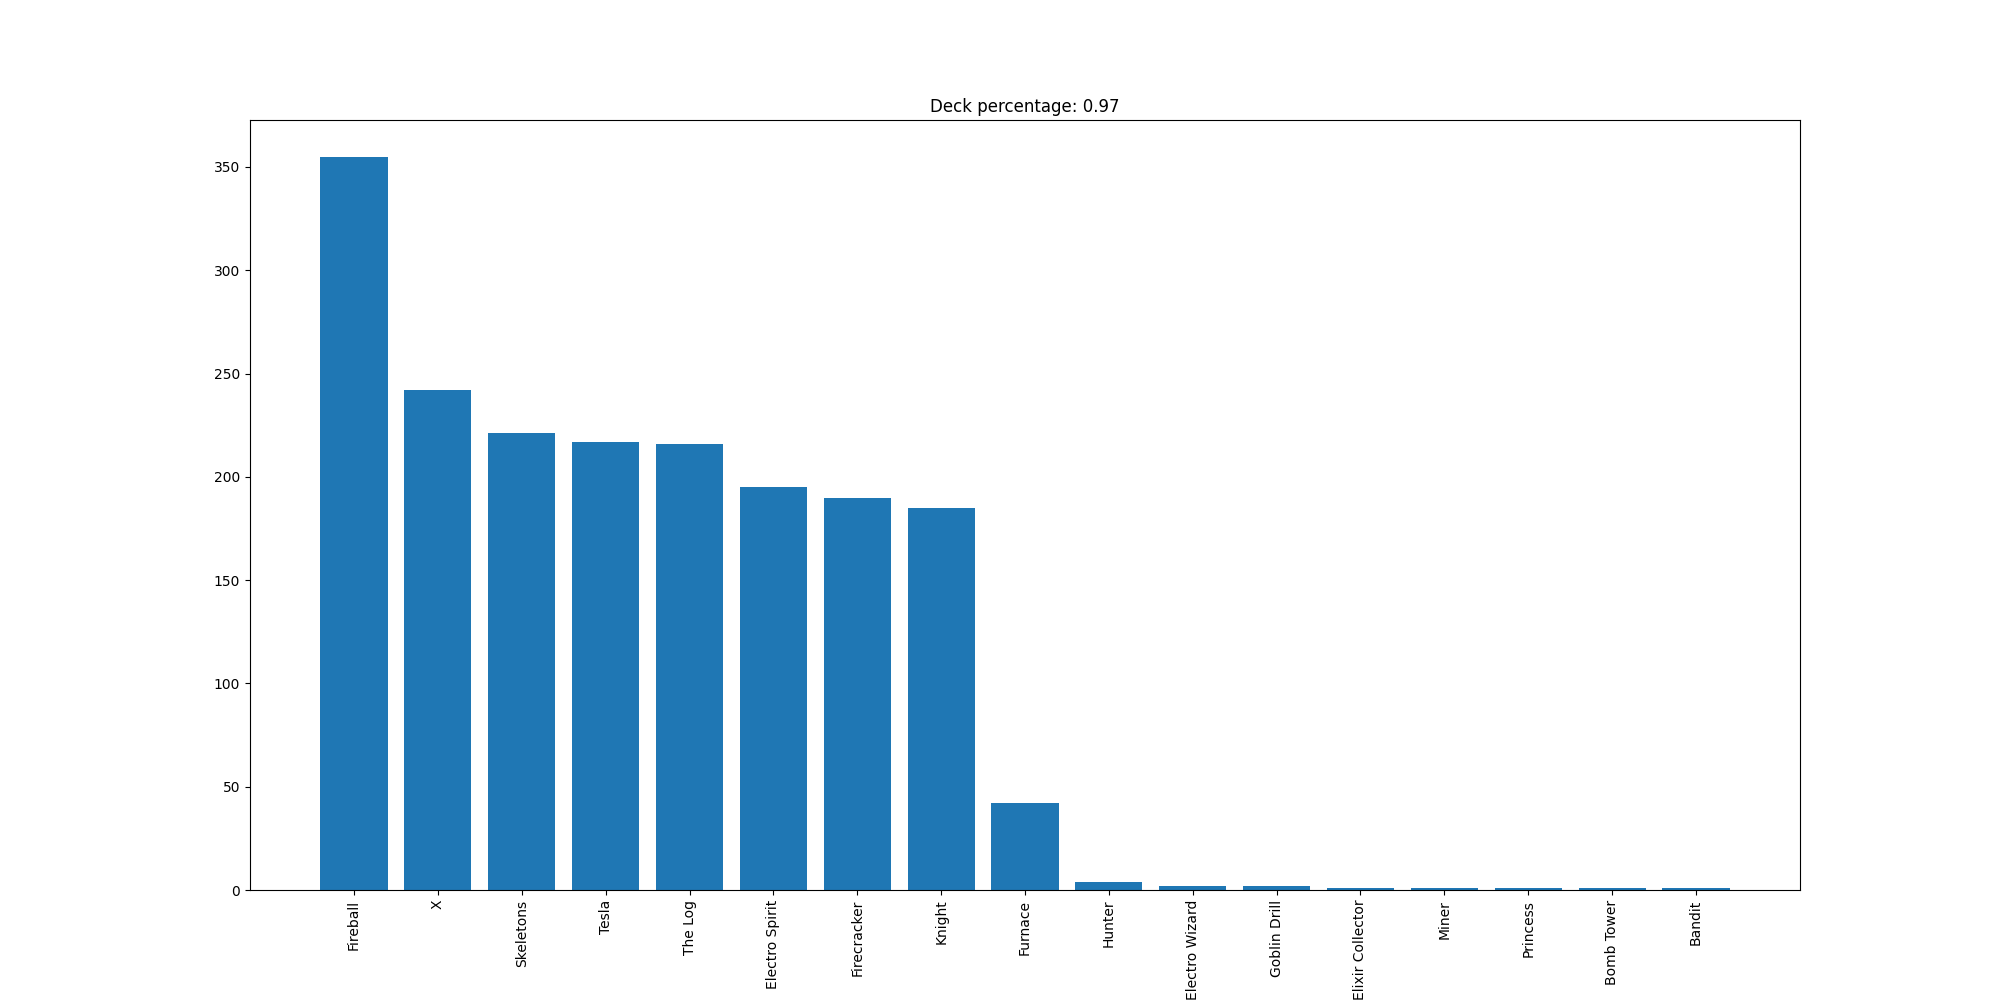 Deck percentage: 0.97
350
300
250
200
150
100
50
0
Fireball
X
Skeletons
Tesla
The Log
Electro Spirit
Firecracker
Knight
Furnace
Hunter
Electro Wizard
Goblin Drill
Elixir Collector
Miner
Princess
Bomb Tower
Bandit